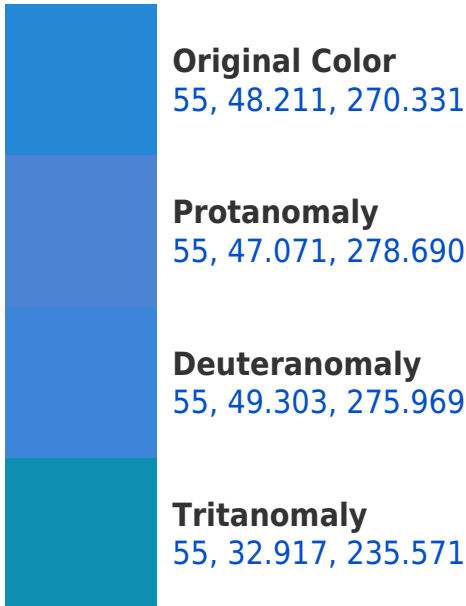 Original Color
55, 48.211, 270.331
Protanomaly
55, 47.071, 278.690
Deuteranomaly
55, 49.303, 275.969
Tritanomaly
55, 32.917, 235.571